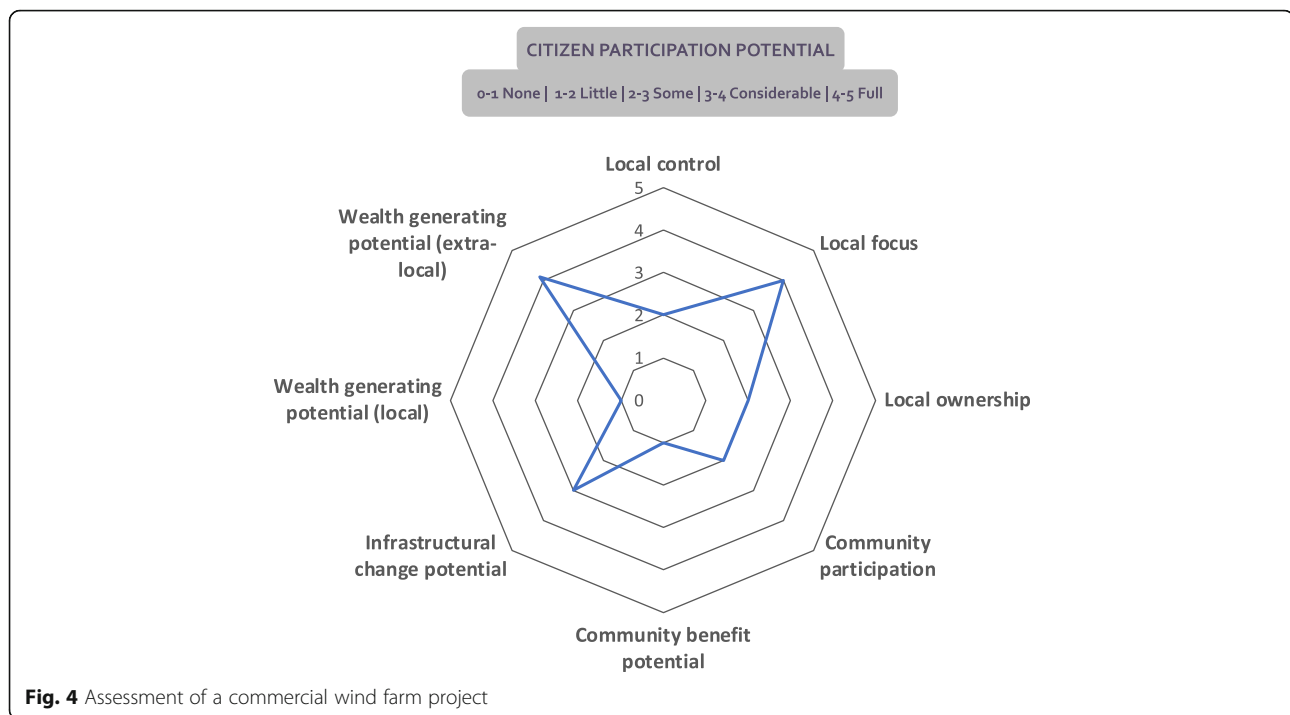 CITIZEN PARTICIPATION POTENTIAL
0-1 None | 1-2 Little | 2-3 Some | 3-4 Considerable | 4-5 Full
Local control
5
Wealth generating
potential (extra-
local)
Local focus
4
3
2
1
Wealth generating
potential (local)
0
Local ownership
Infrastructural
change potential
Community
participation
Community benefit
potential
Fig. 4 Assessment of a commercial wind farm project